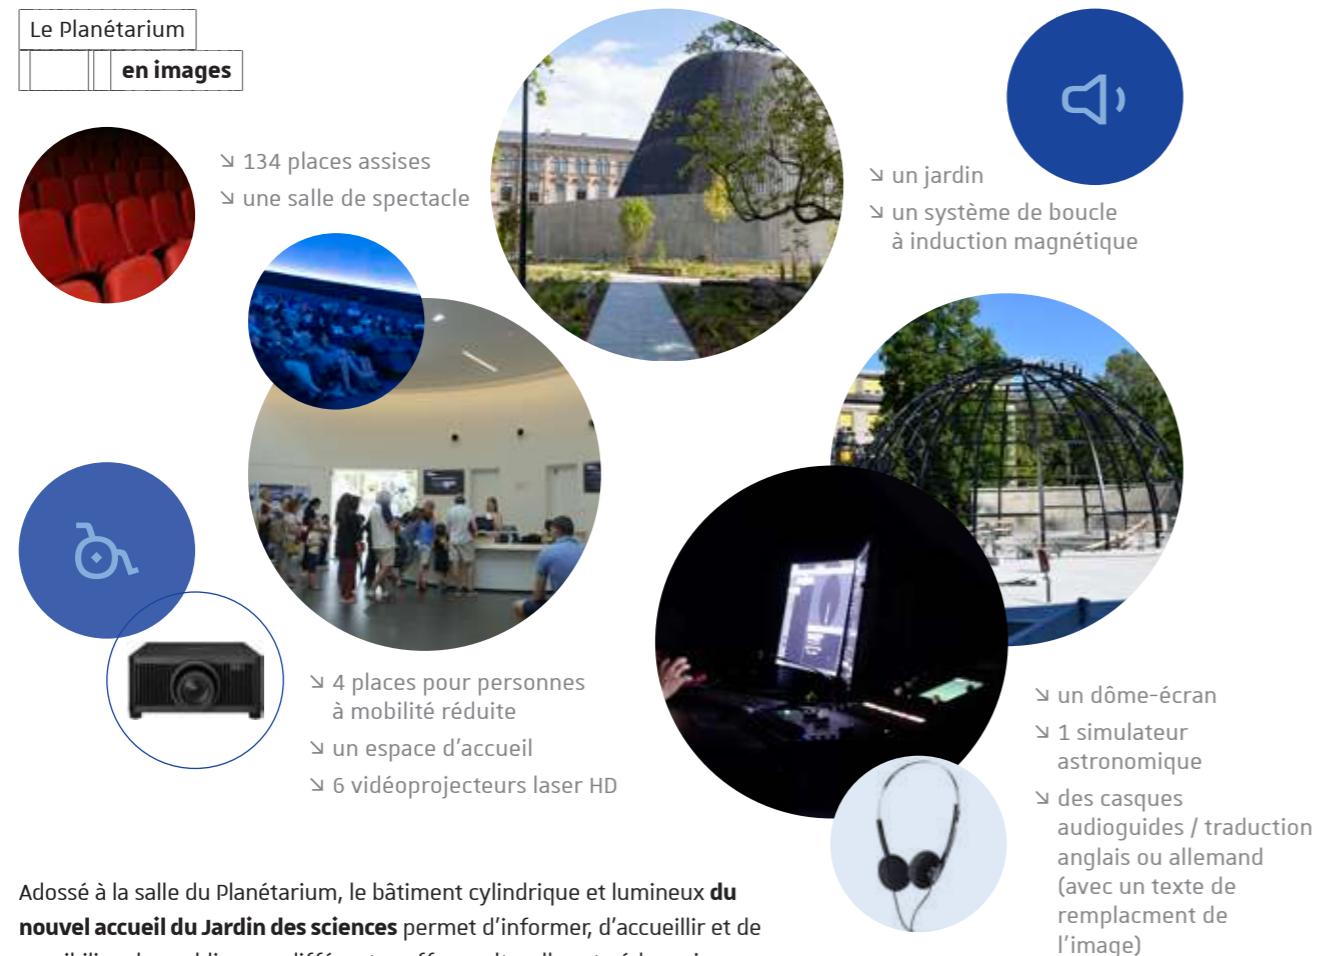 Le Planétarium
en images
↘ 134 places assises
↘ une salle de spectacle
↘ un jardin
↘ un système de boucle
à induction magnétique
↘ 4 places pour personnes
à mobilité réduite
↘ un espace d'accueil
↘ 6 vidéoprojecteurs laser HD
↘ un dôme-écran
↘ 1 simulateur
astronomique
↘ des casques
audioguides / traduction
anglais ou allemand
(avec un texte de
remplacment de
l'image)
Adossé à la salle du Planétarium, le bâtiment cylindrique et lumineux du
nouvel accueil du Jardin des sciences permet d'informer, d'accueillir et de